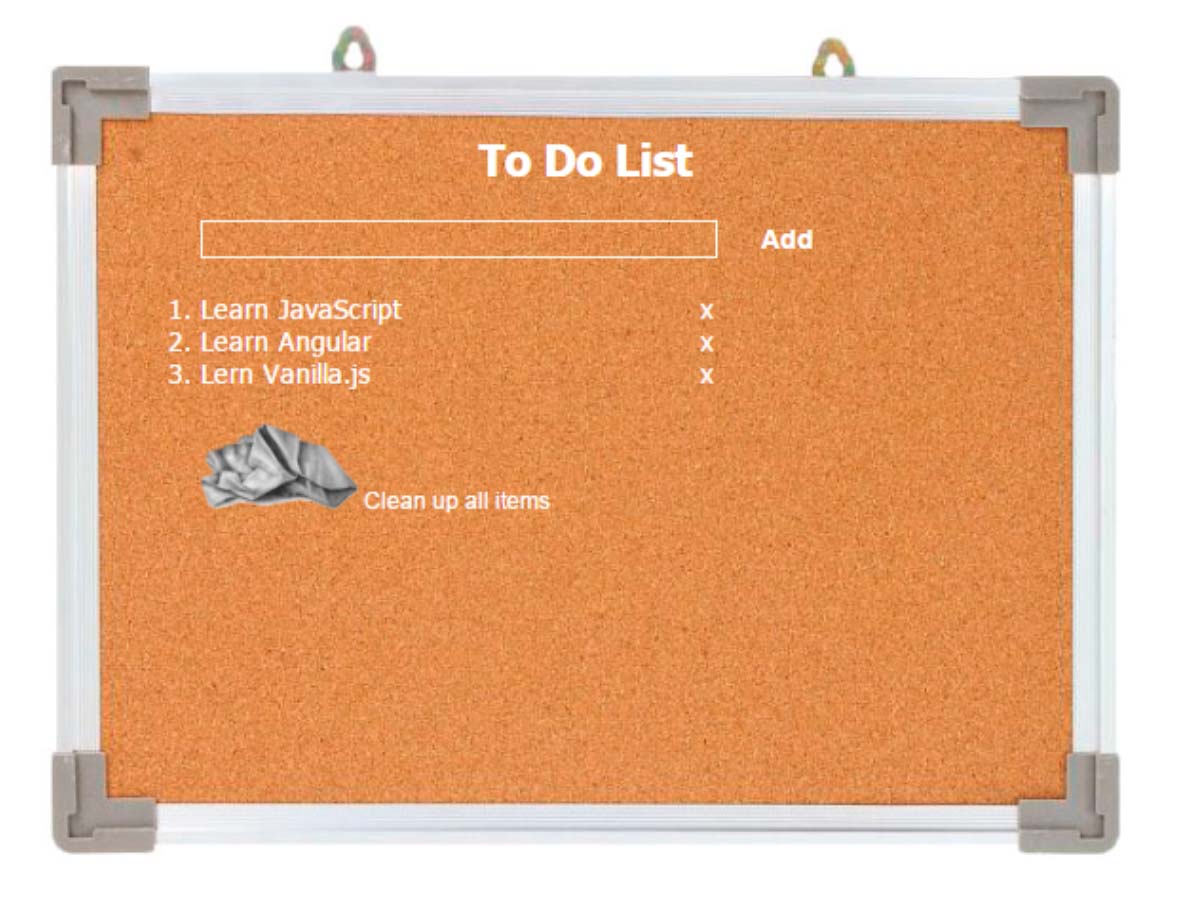 To Do List
Add
1. Learn JavaScript x
2. Learn Angular x
3. Lern Vanilla.js x
Clean up all items